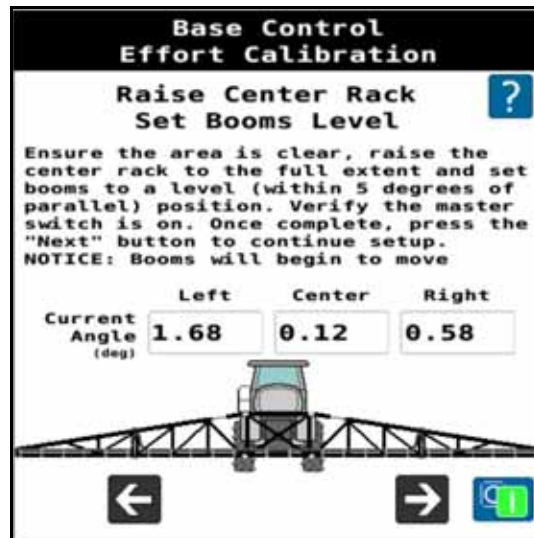 Base Control
Effort Calibration
Raise Center Rack
Set Booms Level
?
Ensure the area is clear, raise the
center rack to the full extent and set
booms to a level (within 5 degrees of
parallel) position. Verify the master
switch is on. Once complete, press the
"Next" button to continue setup.
NOTICE: Booms will begin to move
Left Center Right
Current
Angle 1.68 0.12 0.58
(deg)